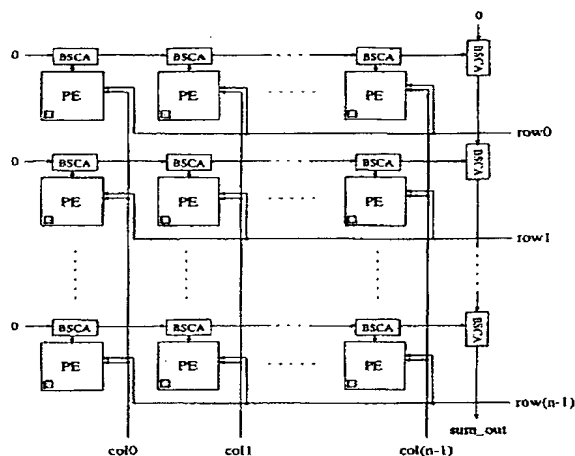 0
0 BSCA BSCA BSCA BSCA
PE PE PE
row0
0 BSCA BSCA BSCA BSCA
PE PE PE
row1
0 BSCA BSCA BSCA BSCA
PE PE PE
row(n-1)
sum_out
col0 col1 col(n-1)